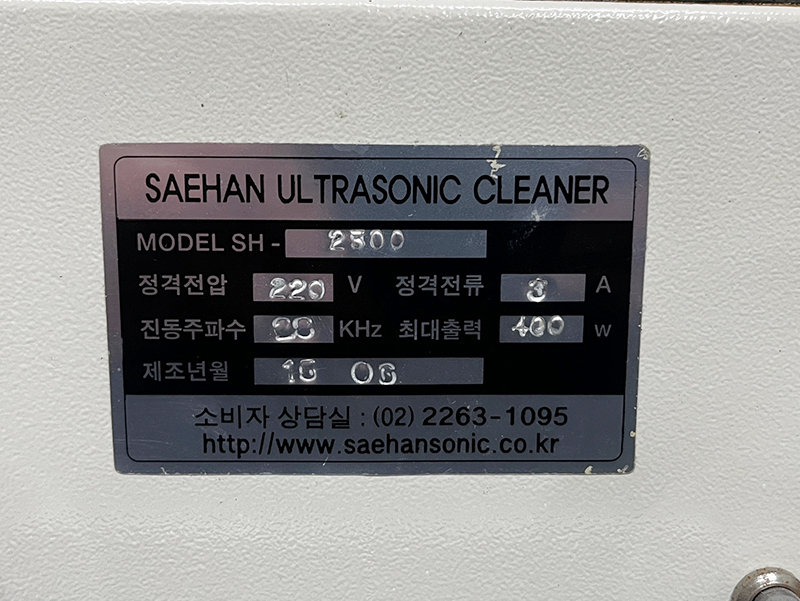 SAEHAN ULTRASONIC CLEANER
MODEL SH - 2800
정격전압 220 V 정격전류 3 A
진동주파수 28 KHz 최대출력 400 W
제조년월 16 06
소비자 상담실 : (02) 2263-1095
http://www.saehansonic.co.kr